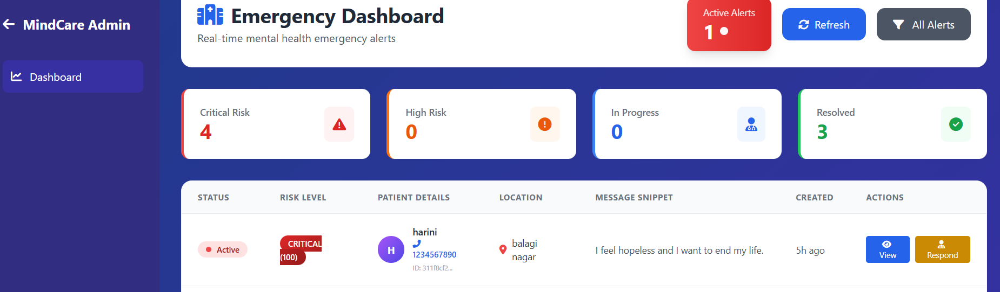 MindCare Admin
Dashboard
Emergency Dashboard
Real-time mental health emergency alerts
Active Alerts
1
Refresh
All Alerts
Critical Risk
4
High Risk
0
In Progress
0
Resolved
3
STATUS RISK LEVEL PATIENT DETAILS LOCATION MESSAGE SNIPPET CREATED ACTIONS
Active
CRITICAL
(100)
H
harini
1234567890
ID: 311f8cf2...
balagi
nagar
I feel hopeless and I want to end my life.
5h ago
View
Respond